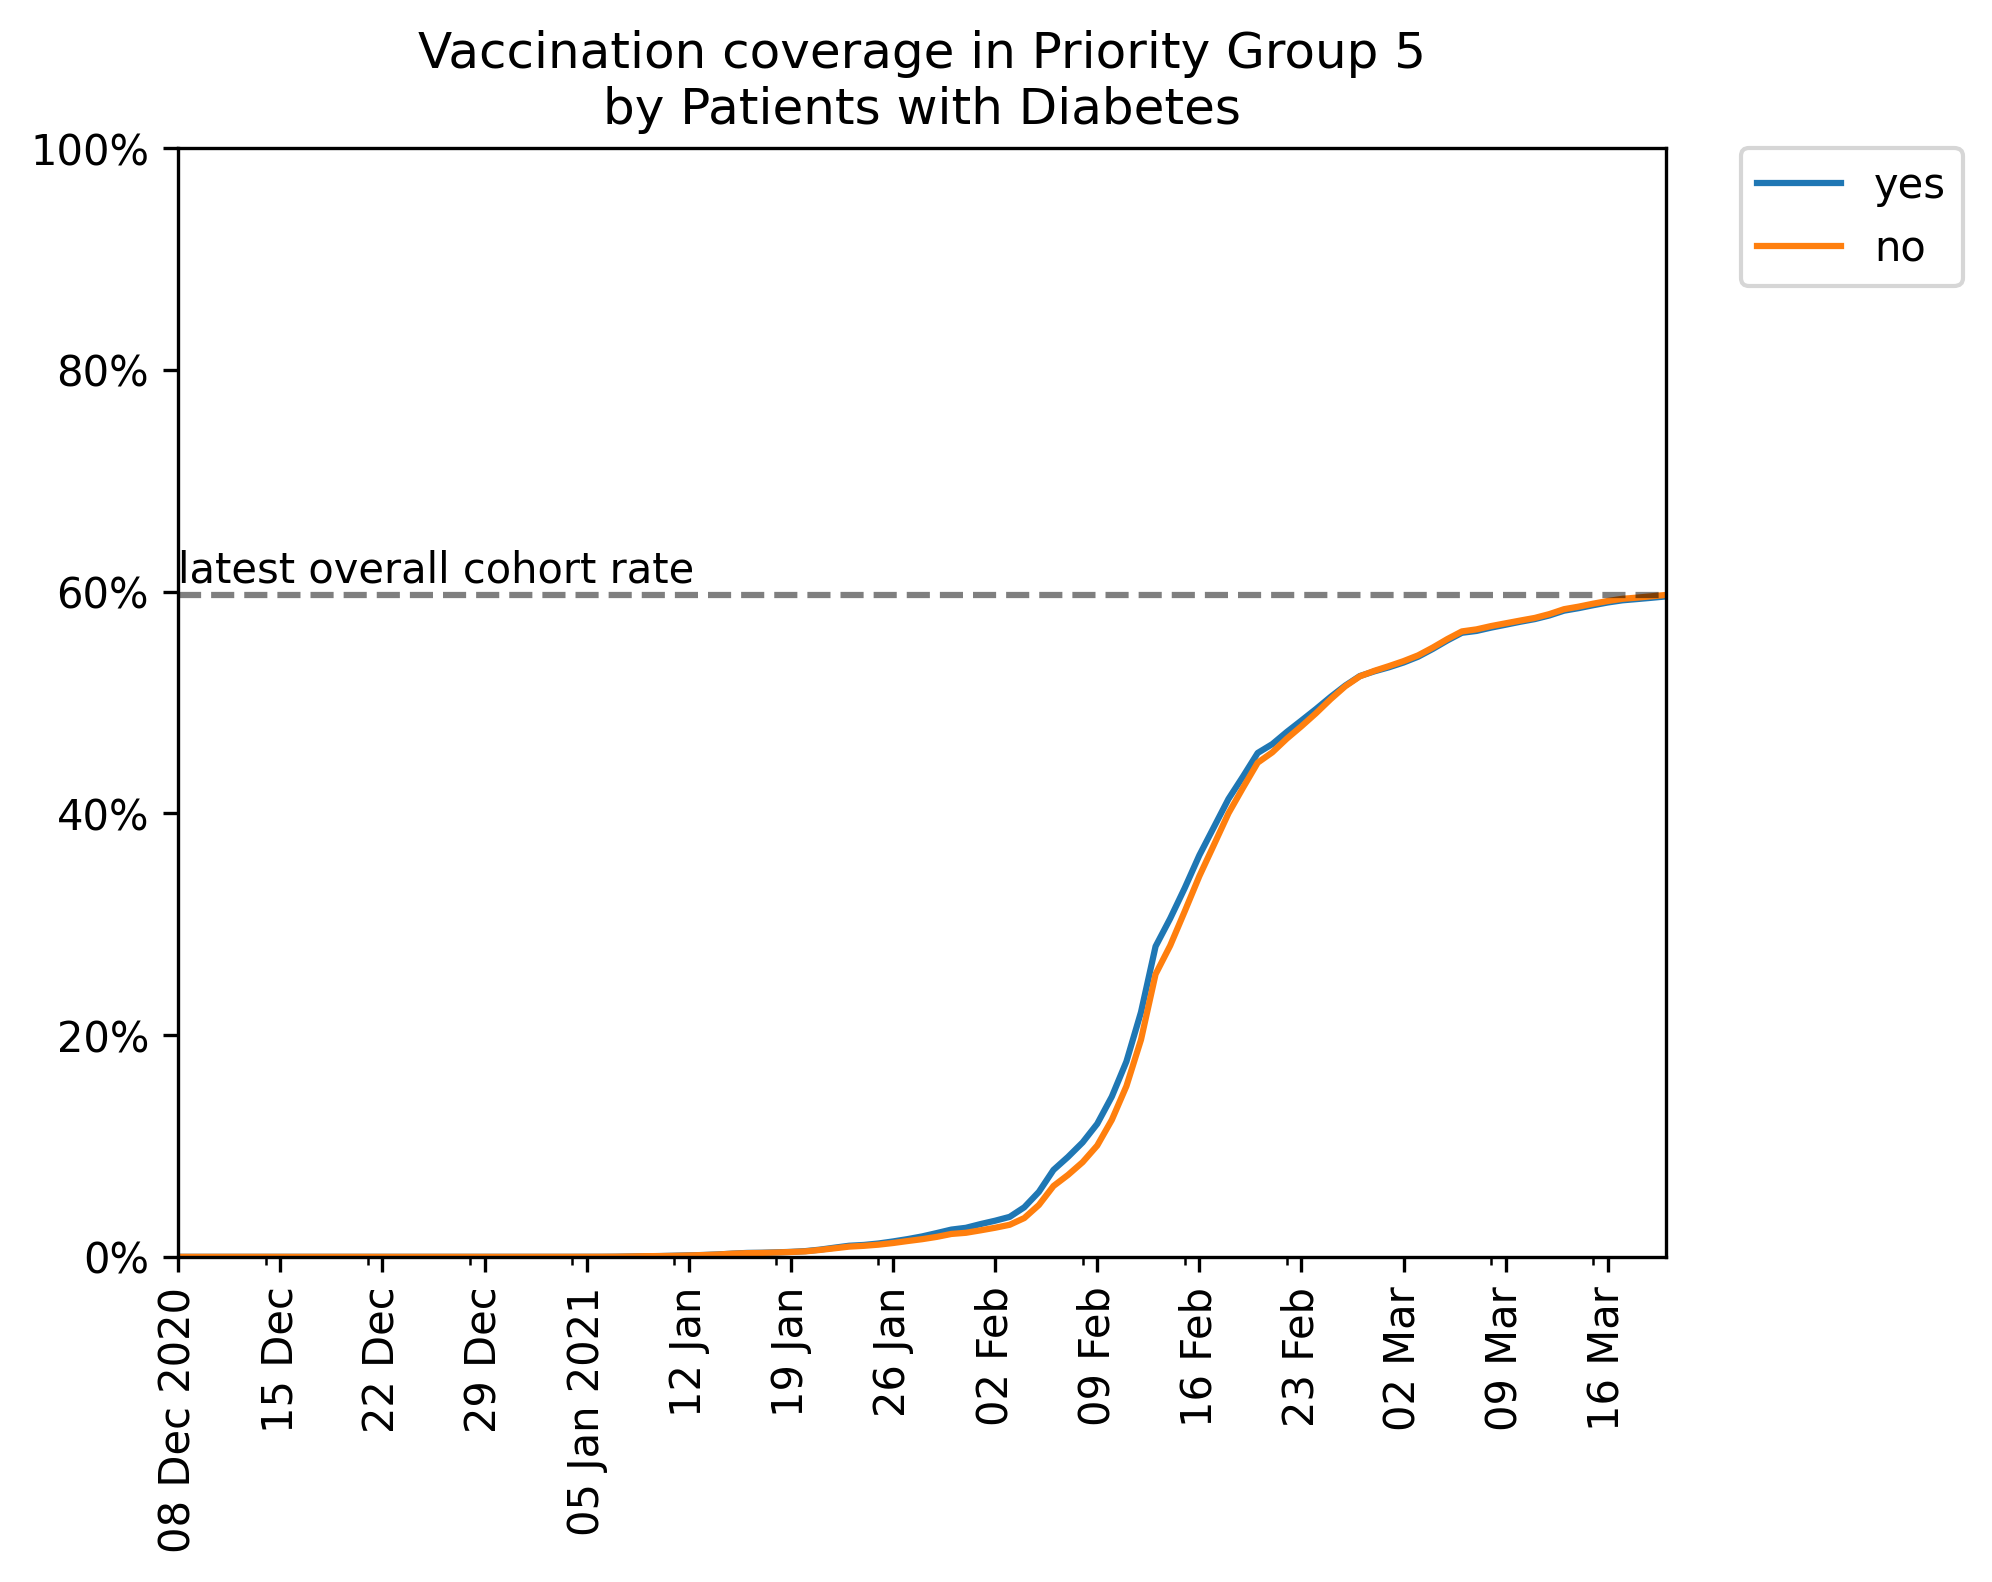 Vaccination coverage in Priority Group 5
by Patients with Diabetes
100%
80%
60%
40%
20%
0%
latest overall cohort rate
yes
no
08 Dec 2020
15 Dec
22 Dec
29 Dec
05 Jan 2021
12 Jan
19 Jan
26 Jan
02 Feb
09 Feb
16 Feb
23 Feb
02 Mar
09 Mar
16 Mar